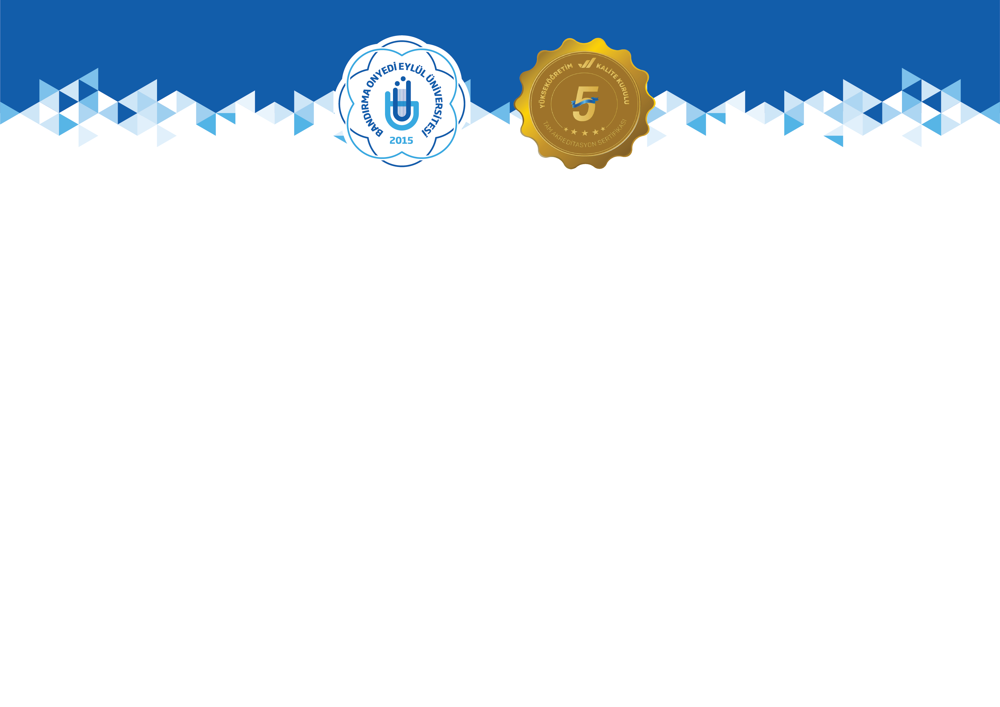 BANDIRMA ONYEDİ EYLÜL ÜNİVERSİTESİ
2015
YÜKSEKÖĞRETİM KALİTE KURULU
5
TAM AKREDİTASYON SERTİFİKASI